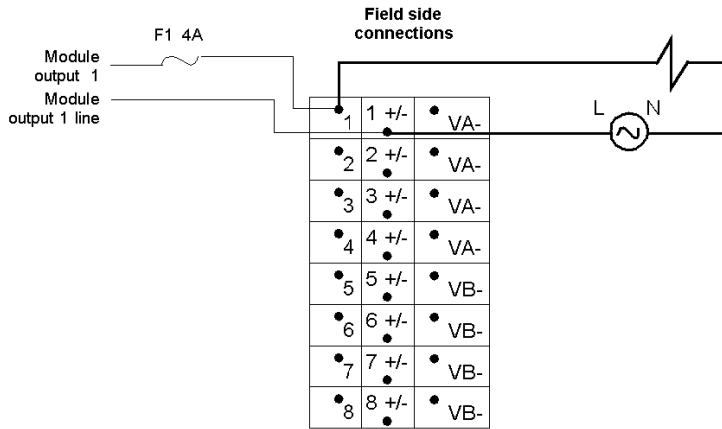 Field side
connections
F1 4A
Module
output 1
Module
output 1 line
L N
1 1 +/- VA-
2 2 +/- VA-
3 3 +/- VA-
4 4 +/- VA-
5 5 +/- VB-
6 6 +/- VB-
7 7 +/- VB-
8 8 +/- VB-